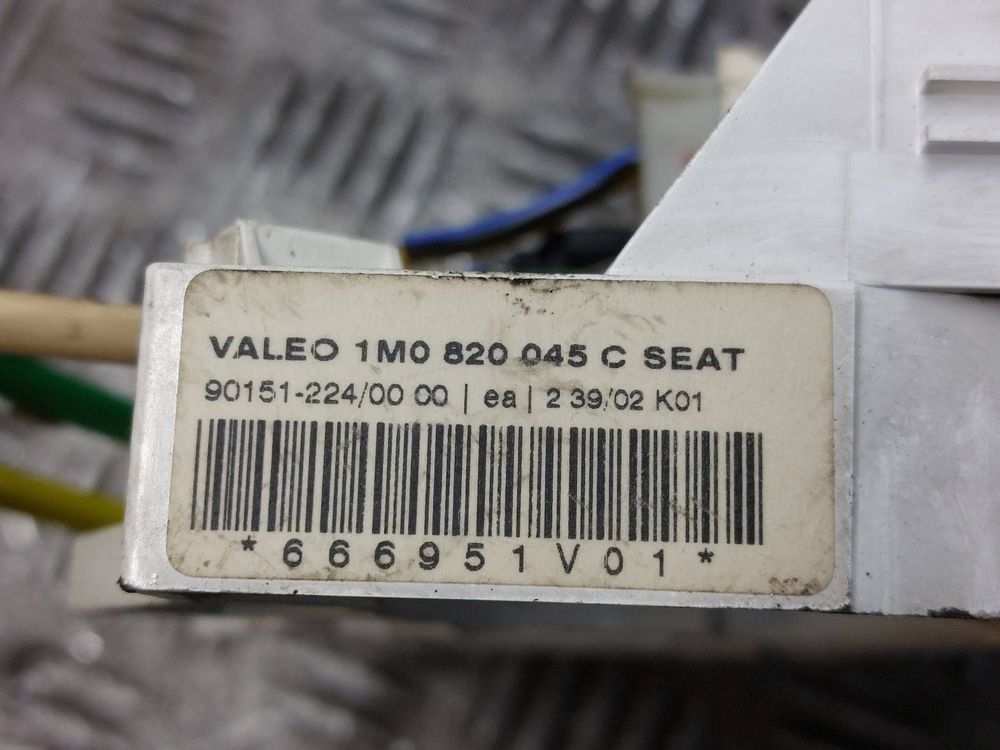 VALEO 1M0 820 045 C SEAT
90151-224/00 00 | ea | 2 39/02 K01
*666951V01*